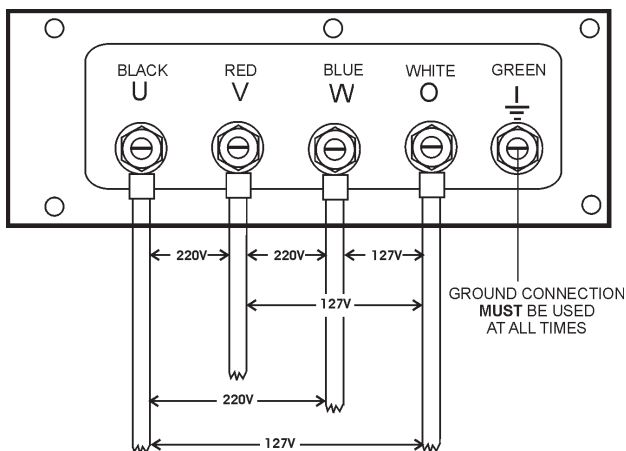 BLACK RED BLUE WHITE GREEN
U V W O
220V 220V 127V
127V
GROUND CONNECTION
MUST BE USED
AT ALL TIMES
220V
127V